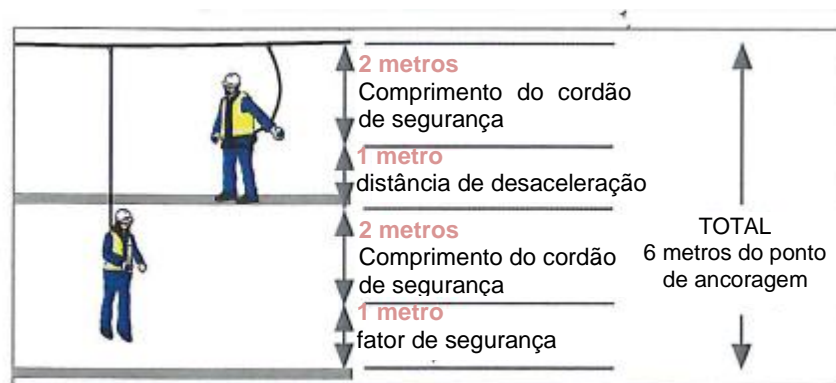 2 metros
Comprimento do cordão
de segurança
1 metro
distância de desaceleração
2 metros
Comprimento do cordão
de segurança
1 metro
fator de segurança
TOTAL
6 metros do ponto
de ancoragem